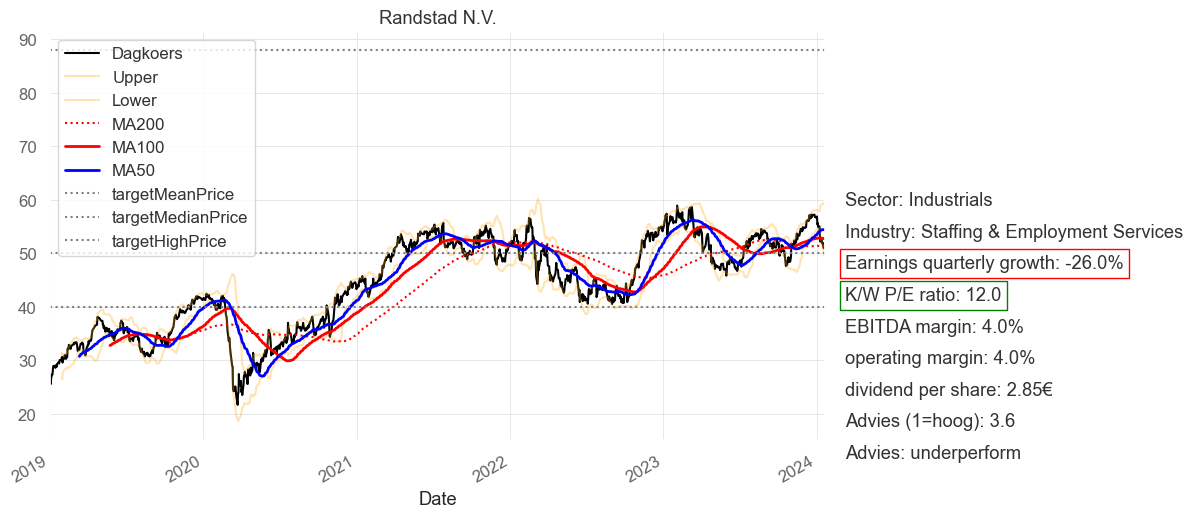 Randstad N.V.
90
80
70
60
50
40
30
20
Dagkoers
Upper
Lower
MA200
MA100
MA50
targetMeanPrice
targetMedianPrice
targetHighPrice
2019
2020
2021
2022
2023
2024
Date
Sector: Industrials
Industry: Staffing & Employment Services
Earnings quarterly growth: -26.0%
K/W P/E ratio: 12.0
EBITDA margin: 4.0%
operating margin: 4.0%
dividend per share: 2.85€
Advies (1=hoog): 3.6
Advies: underperform